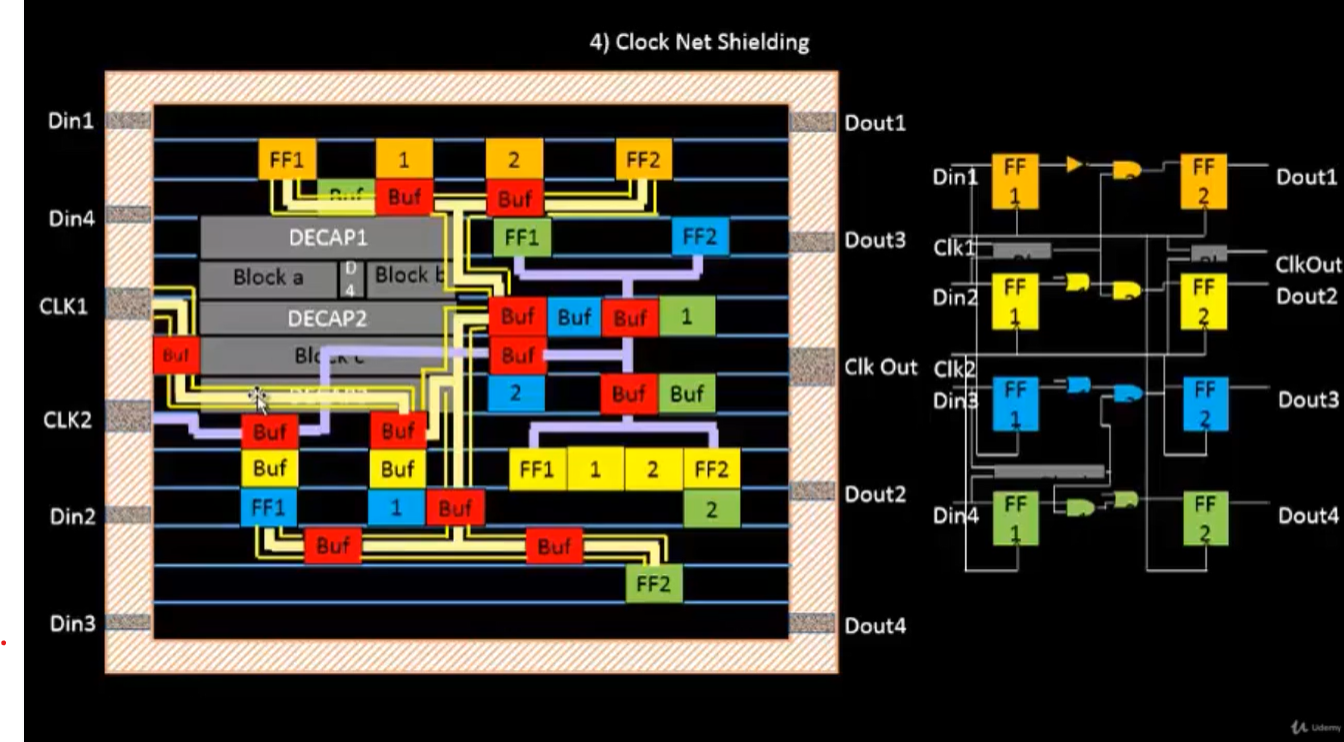 4) Clock Net Shielding
Din1
Din4
CLK1
CLK2
Din2
Din3
FF1 1 2 FF2
Buf Buf Buf
DECAP1 FF1 FF2
Block a D4 Block b
DECAP2 Buf Buf Buf 1
Buf Block c Buf
2 Buf Buf
Buf Buf
Buf Buf FF1 1 2 FF2
FF1 1 Buf 2
Buf Buf
FF2
Dout1
Dout3
Clk Out
Dout2
Dout4
Din1 FF 1 FF 2 Dout1
Clk1 ClkOut
Din2 FF 1 FF 2 Dout2
Clk2
Din3 FF 1 FF 2 Dout3
Din4 FF 1 FF 2 Dout4
Udemy